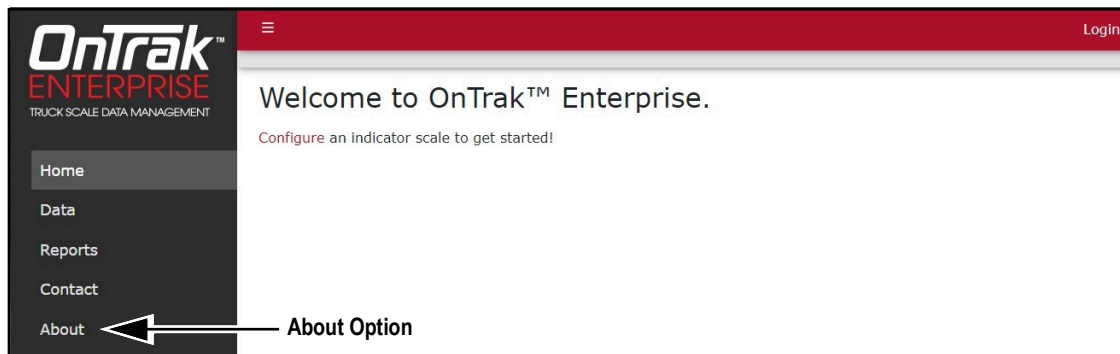 OnTrak™
ENTERPRISE
TRUCK SCALE DATA MANAGEMENT
☰
Login
Welcome to OnTrak™ Enterprise.
Configure an indicator scale to get started!
Home
Data
Reports
Contact
About
About Option